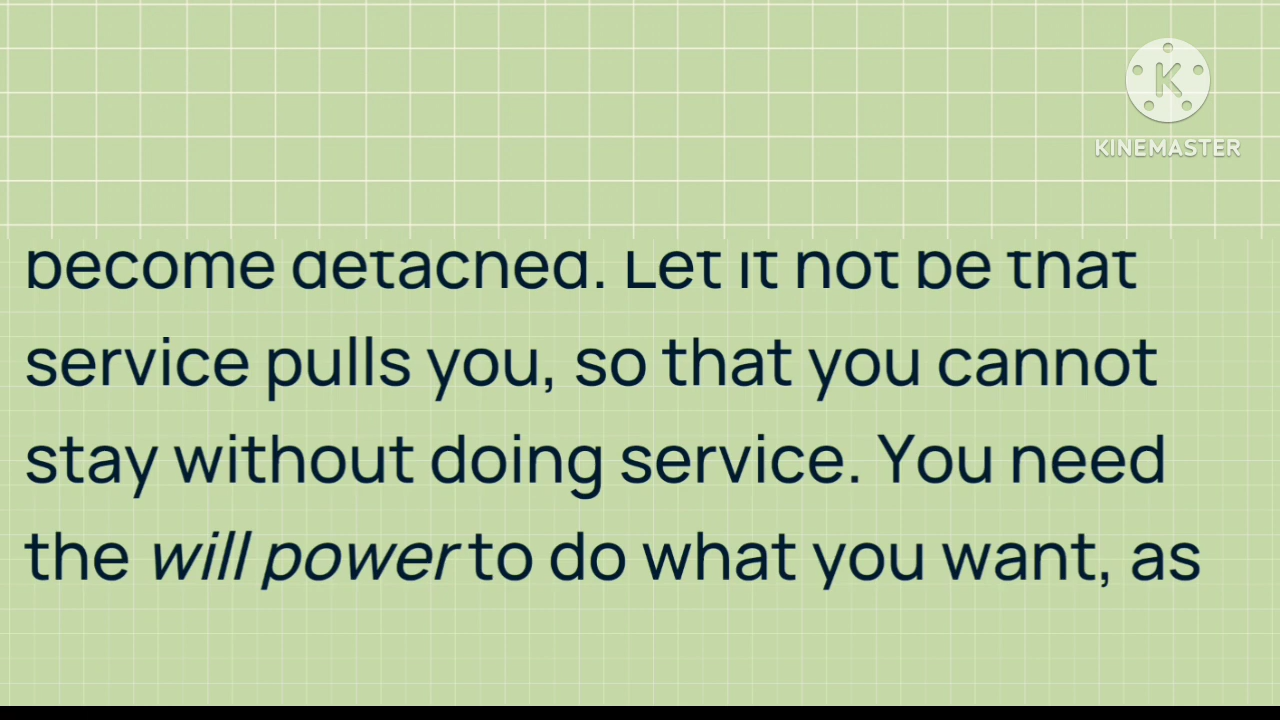 KINEMASTER
become detached. Let it not be that
service pulls you, so that you cannot
stay without doing service. You need
the will power to do what you want, as